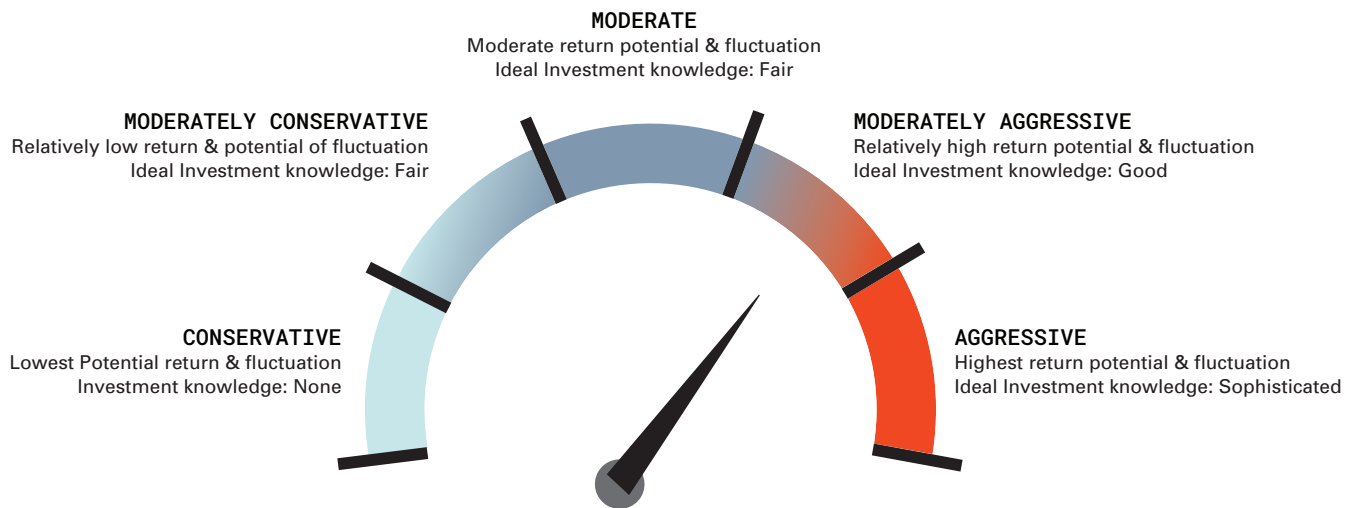 MODERATE
Moderate return potential & fluctuation
Ideal Investment knowledge: Fair
MODERATELY CONSERVATIVE
Relatively low return & potential of fluctuation
Ideal Investment knowledge: Fair
MODERATELY AGGRESSIVE
Relatively high return potential & fluctuation
Ideal Investment knowledge: Good
CONSERVATIVE
Lowest Potential return & fluctuation
Investment knowledge: None
AGGRESSIVE
Highest return potential & fluctuation
Ideal Investment knowledge: Sophisticated